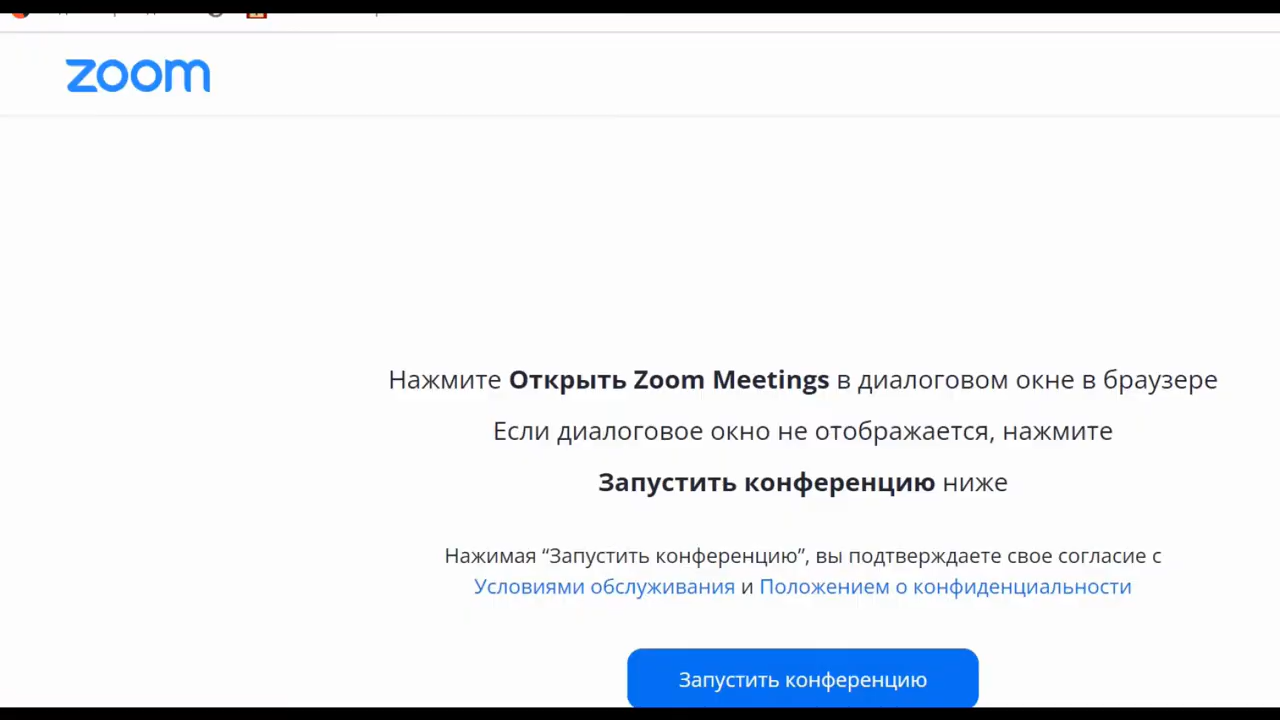 zoom
Нажмите Открыть Zoom Meetings в диалоговом окне в браузере
Если диалоговое окно не отображается, нажмите
Запустить конференцию ниже
Нажимая “Запустить конференцию”, вы подтверждаете свое согласие с
Условиями обслуживания и Положением о конфиденциальности
Запустить конференцию